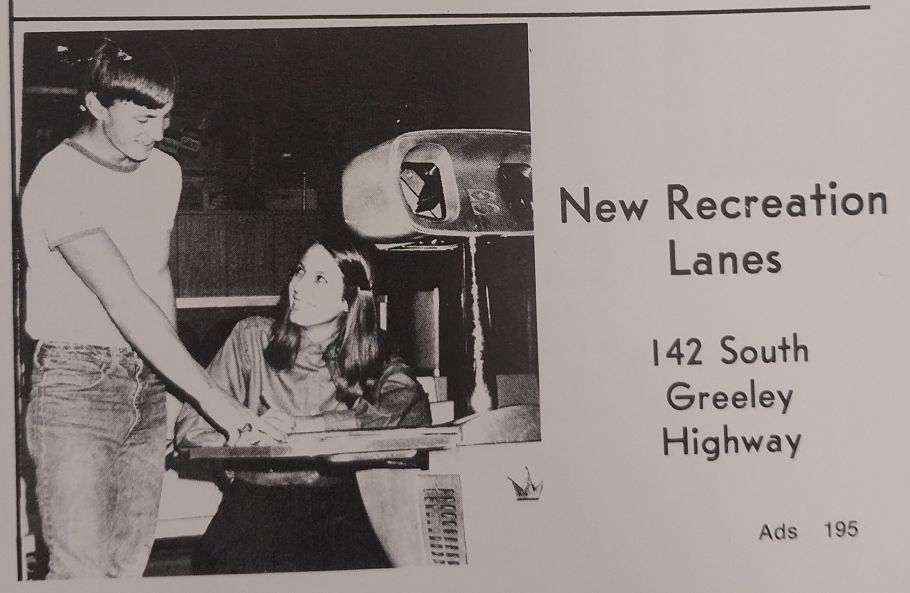 New Recreation
Lanes
142 South
Greeley
Highway
Ads 195